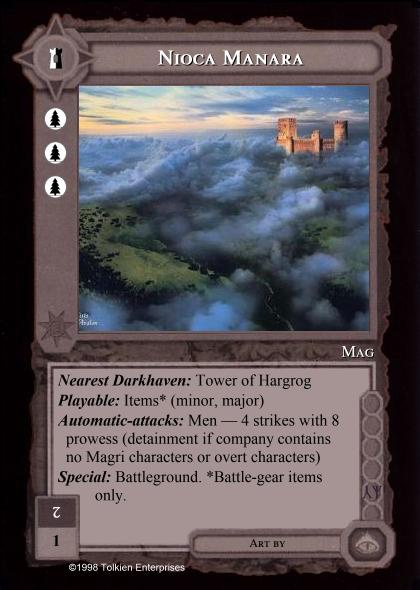 NIOCA MANARA
MAG
Nearest Darkhaven: Tower of Hargrog
Playable: Items* (minor, major)
Automatic-attacks: Men — 4 strikes with 8
prowess (detainment if company contains
no Magri characters or overt characters)
Special: Battleground. *Battle-gear items
only.
2
1
ART BY
©1998 Tolkien Enterprises